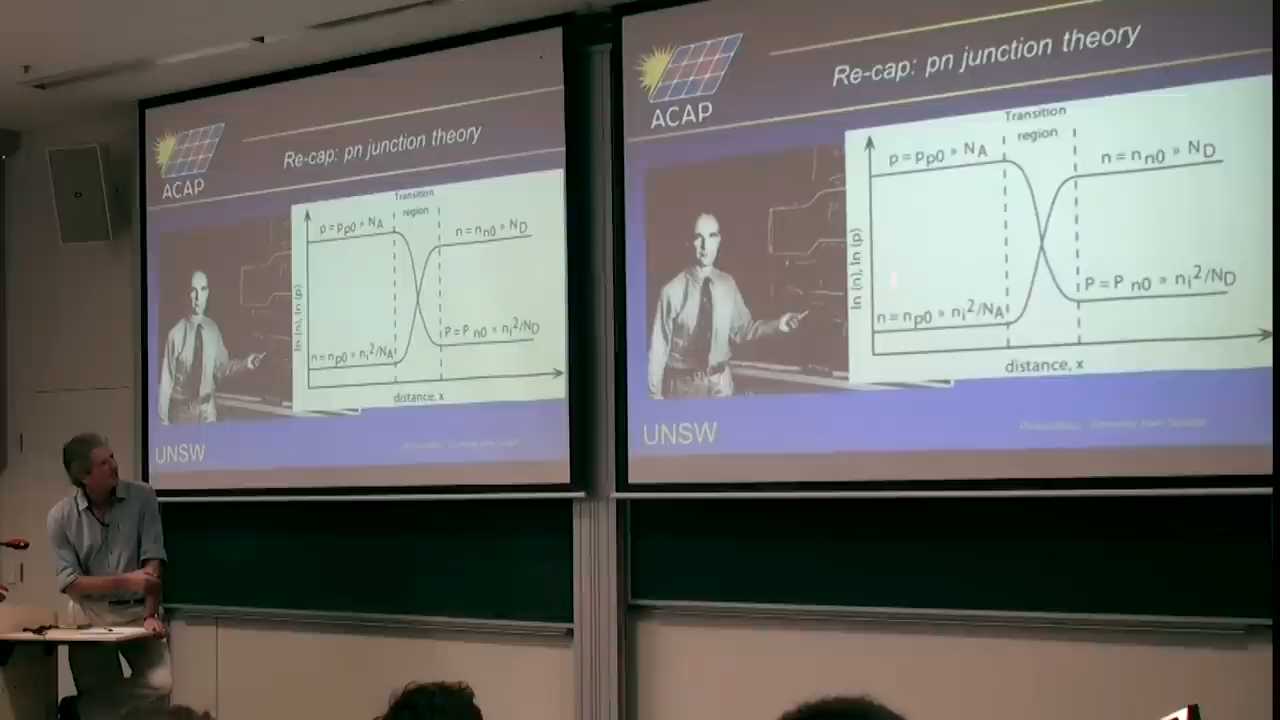 Re-cap: pn junction theory
ACAP
Transition
region
p = pp0 » NA
n = nn0 » ND
ln (n), ln (p)
n = np0 » ni2/NA
P = P n0 » ni2/ND
distance, x
UNSW
Re-cap: pn junction theory
ACAP
Transition
region
p = pp0 » NA
n = nn0 » ND
ln (n), ln (p)
P = P n0 » ni2/ND
n = np0 » ni2/NA
distance, x
UNSW